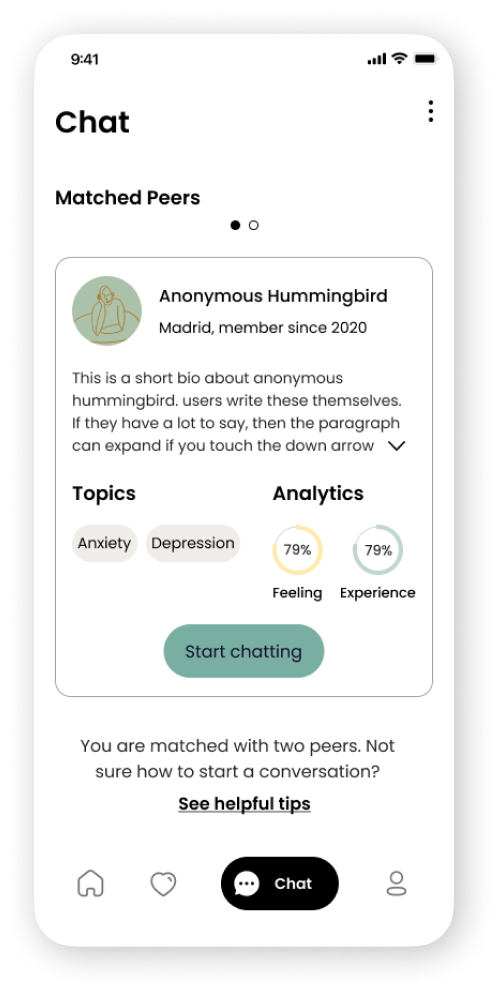 9:41
Chat
Matched Peers
Anonymous Hummingbird
Madrid, member since 2020
This is a short bio about anonymous
hummingbird. users write these themselves.
If they have a lot to say, then the paragraph
can expand if you touch the down arrow
Topics
Analytics
Anxiety
Depression
79%
79%
Feeling
Experience
Start chatting
You are matched with two peers. Not
sure how to start a conversation?
See helpful tips
Chat